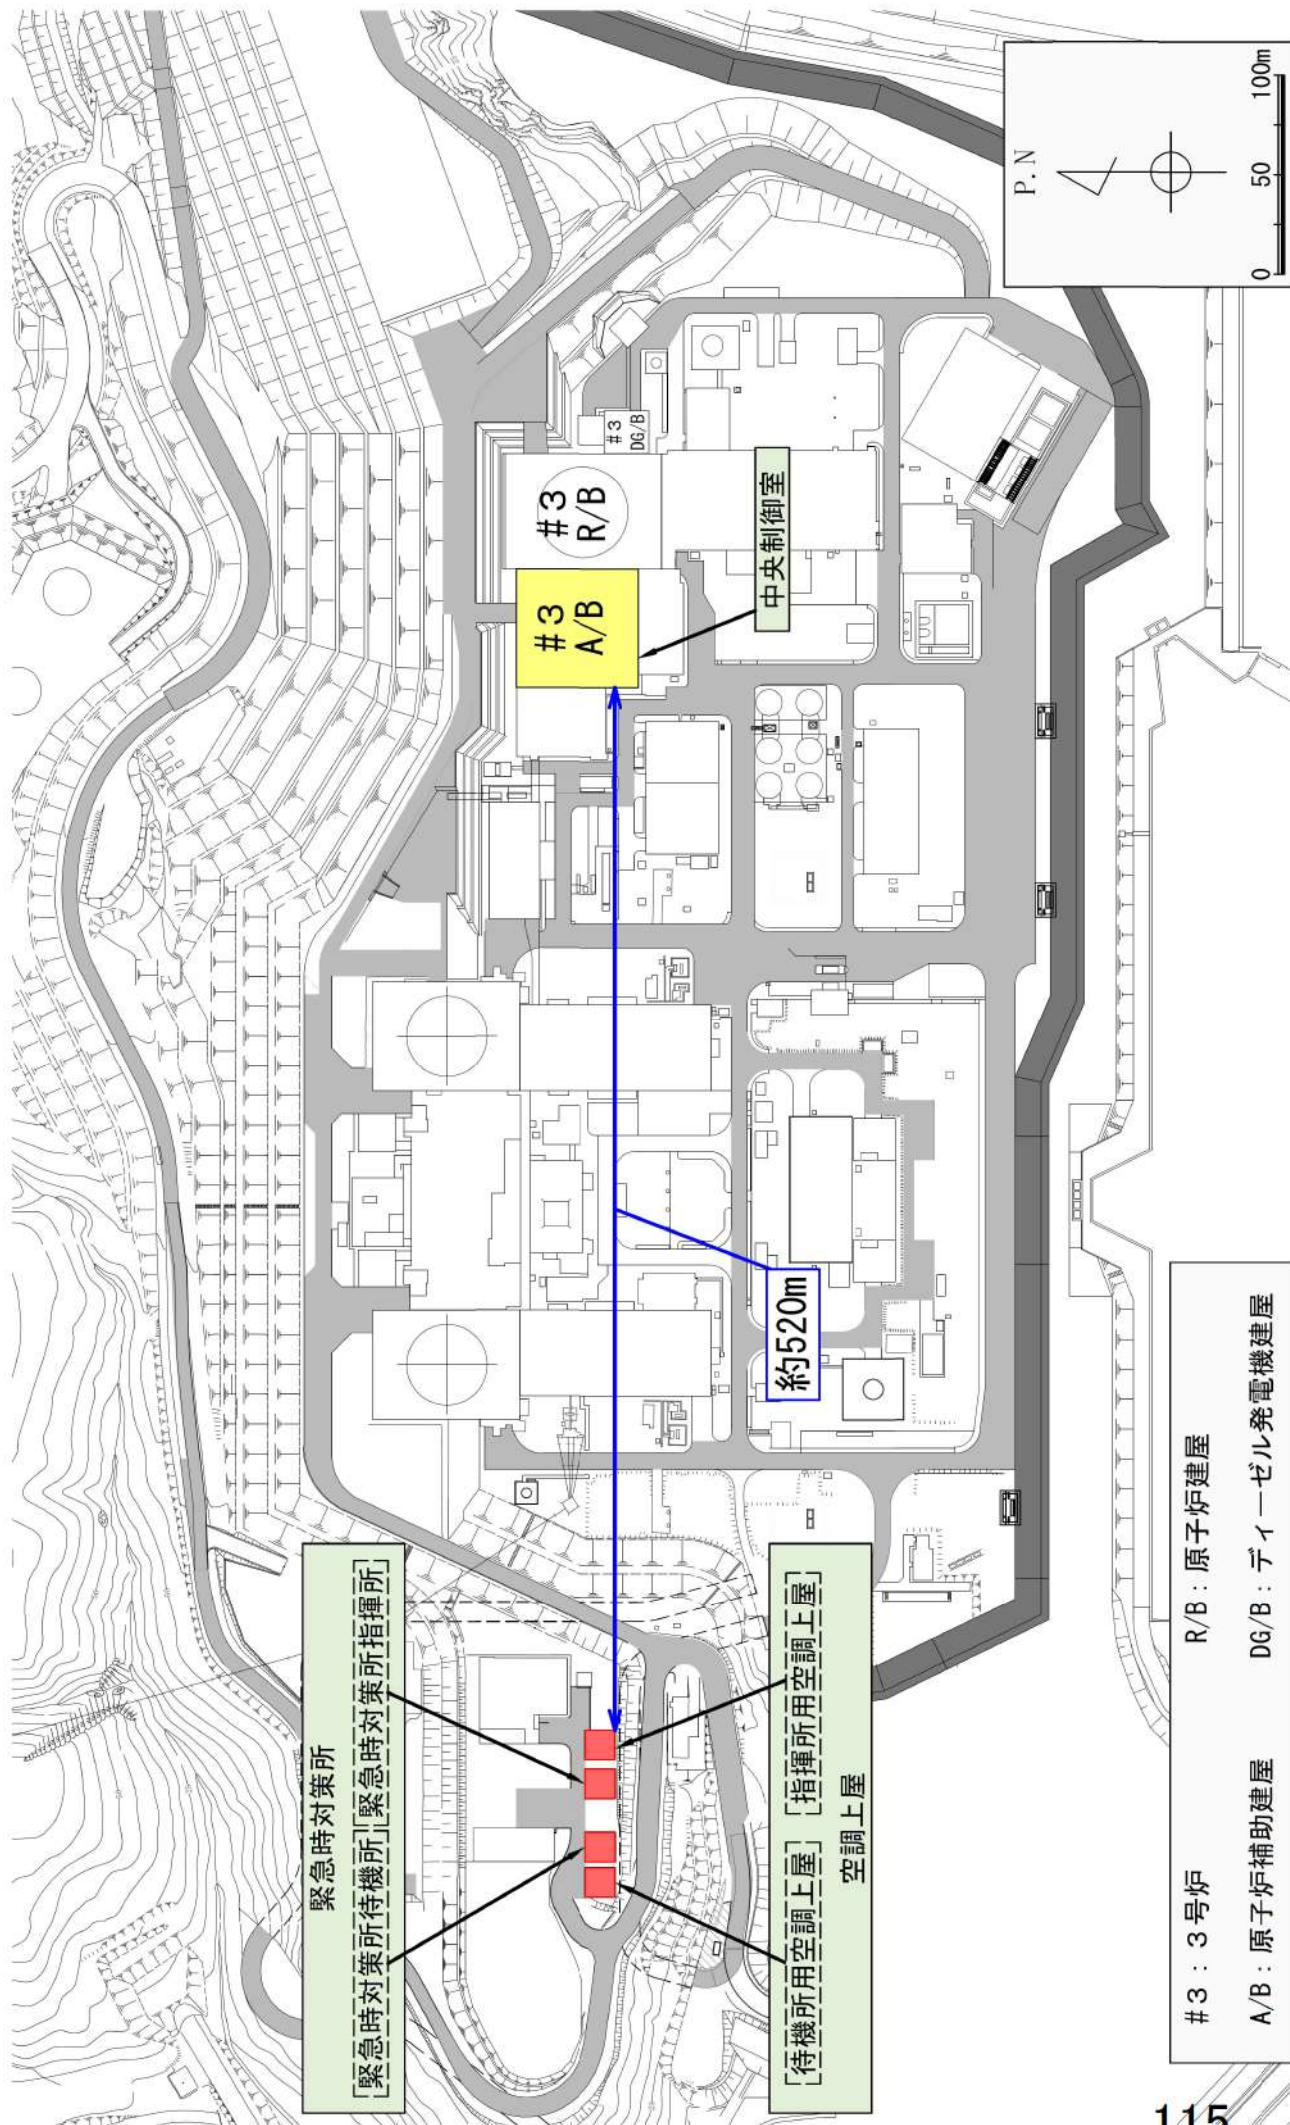 緊急時対策所
[緊急時対策所待機所][緊急時対策所指揮所]
#3
R/B
#3
DG/B
#3
A/B
中央制御室
約520m
[待機所用空調上屋] [指揮所用空調上屋]
空調上屋
P.N
0 50 100m
#3:3号炉 R/B:原子炉建屋
A/B:原子炉補助建屋 DG/B:ディーゼル発電機建屋
115